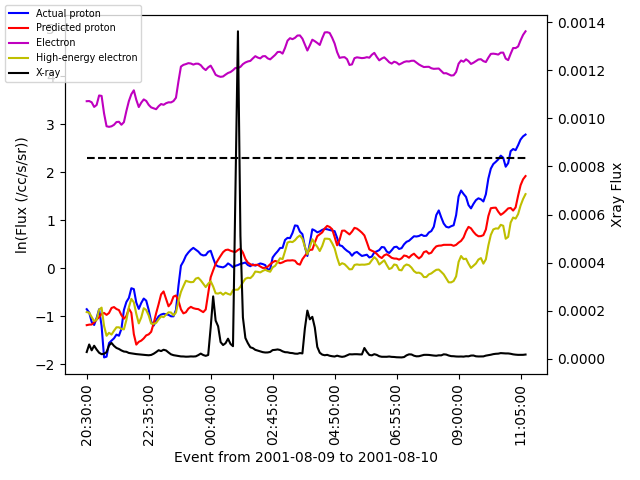 Actual proton
Predicted proton
Electron
High-energy electron
X-ray
3
2
1
0
−1
−2
ln(Flux (/cc/s/sr))
0.0014
0.0012
0.0010
0.0008
0.0006
0.0004
0.0002
0.0000
Xray Flux
20:30:00
22:35:00
00:40:00
02:45:00
04:50:00
06:55:00
09:00:00
11:05:00
Event from 2001-08-09 to 2001-08-10